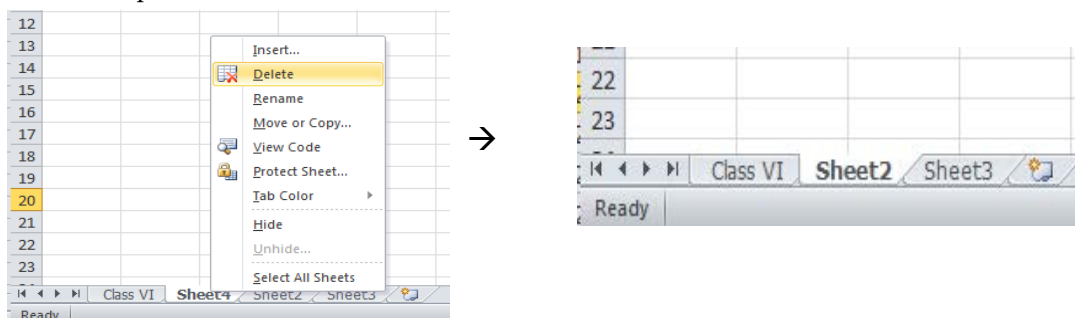 12
13
14
15
16
17
18
19
20
21
22
23
Insert...
Delete
Rename
Move or Copy...
View Code
Protect Sheet...
Tab Color
Hide
Unhide...
Select All Sheets
Class VI Sheet4 Sheet2 Sheet3
Ready
→
22
23
Class VI Sheet2 Sheet3
Ready